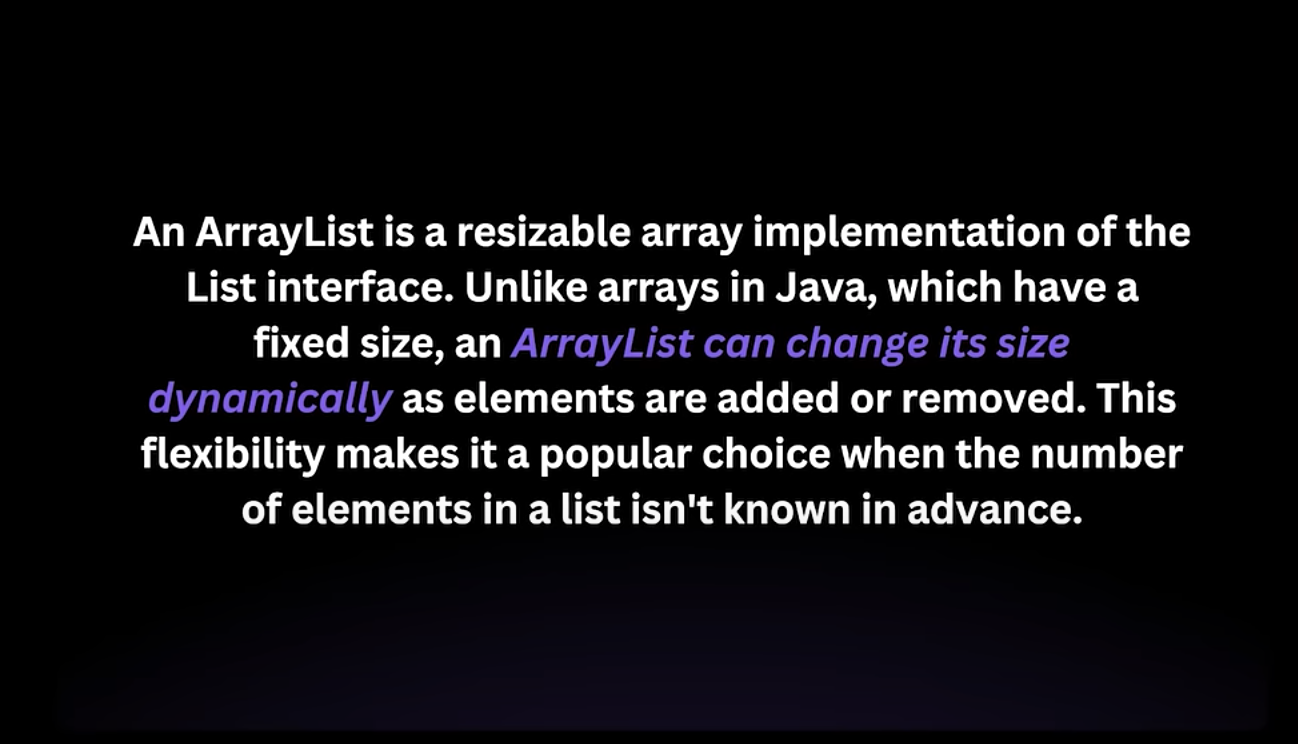 An ArrayList is a resizable array implementation of the
List interface. Unlike arrays in Java, which have a
fixed size, an ArrayList can change its size
dynamically as elements are added or removed. This
flexibility makes it a popular choice when the number
of elements in a list isn't known in advance.